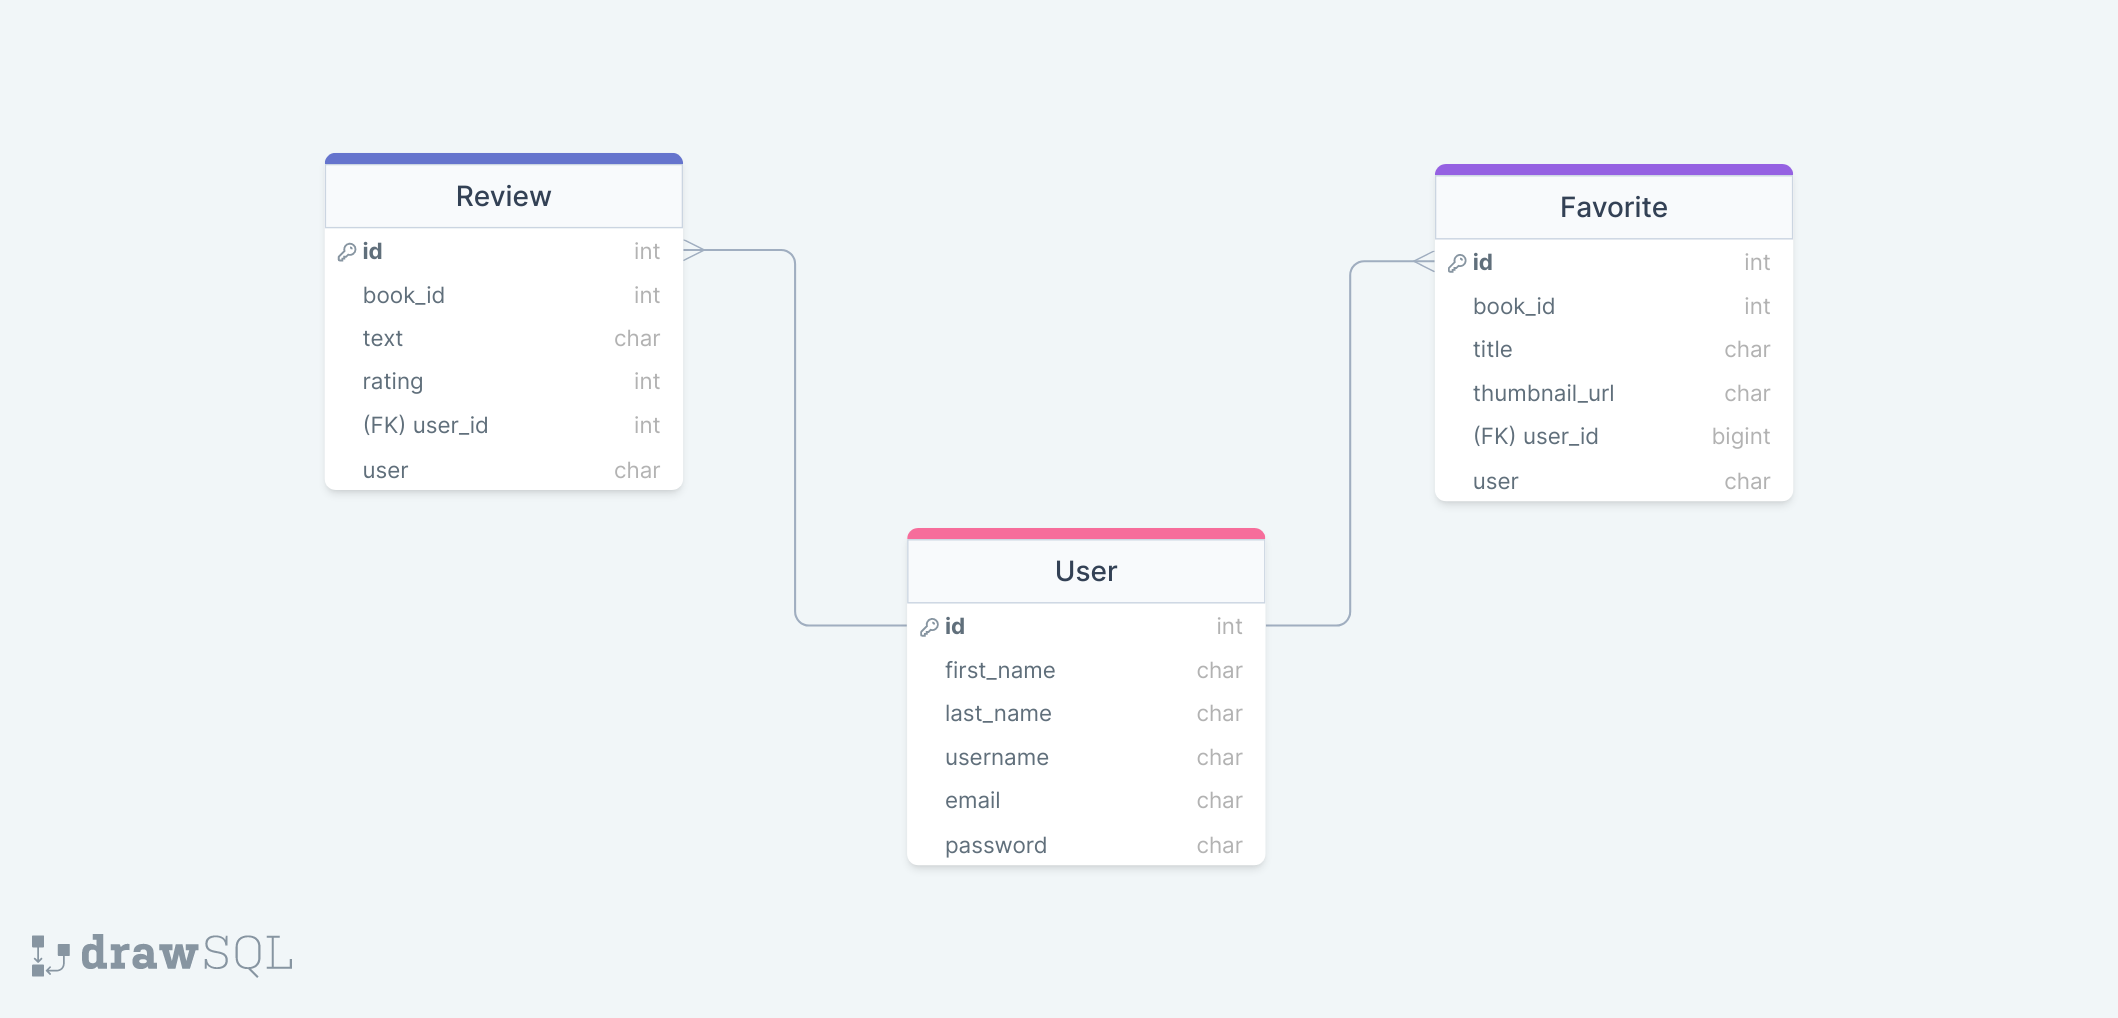 Review
id int
book_id int
text char
rating int
(FK) user_id int
user char
Favorite
id int
book_id int
title char
thumbnail_url char
(FK) user_id bigint
user char
User
id int
first_name char
last_name char
username char
email char
password char
drawSQL